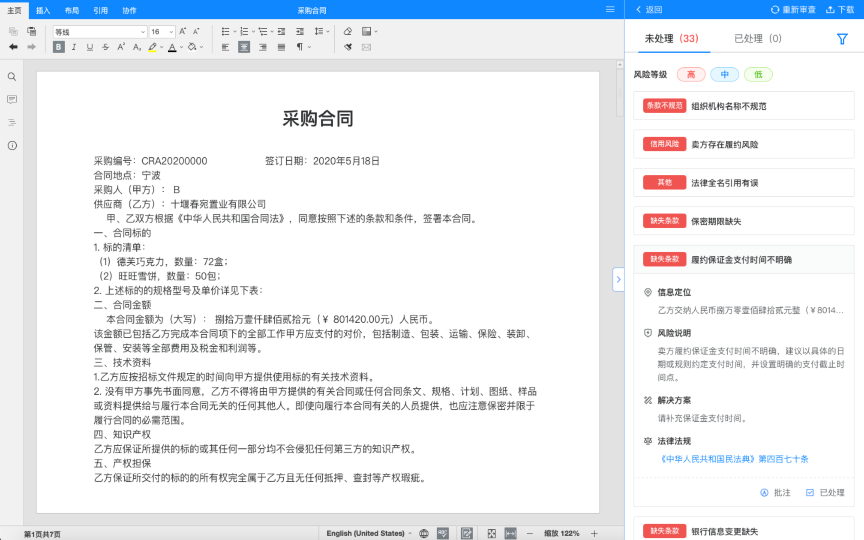 主页 插入 布局 引用 协作 采购合同
等线 16
B I U S A A A A
采购合同
采购编号： CRA20200000 签订日期： 2020年5月18日
合同地点：宁波
采购人（甲方）： B
供应商（乙方）：十堰春宛置业有限公司
甲、乙双方根据《中华人民共和国合同法》，同意按照下述的条款和条件，签署本合同。
一、合同标的
1. 标的清单：
（1）德芙巧克力，数量：72盒；
（2）旺旺雪饼，数量：50包；
2. 上述标的的规格型号及单价详见下表：
二、合同金额
本合同金额为（大写）： 捌拾万壹仟肆佰贰拾元（￥ 801420.00元）人民币。
该金额已包括乙方完成本合同项下的全部工作甲方应支付的对价，包括制造、包装、运输、保险、装卸、
保管、安装等全部费用及税金和利润等。
三、技术资料
1.乙方应按招标文件规定的时间向甲方提供使用标的有关技术资料。
2. 没有甲方事先书面同意，乙方不得将由甲方提供的有关合同或任何合同条文、规格、计划、图纸、样品
或资料提供给与履行本合同无关的任何其他人。即使向履行本合同有关的人员提供，也应注意保密并限于
履行合同的必需范围。
四、知识产权
乙方应保证所提供的标的或其任何一部分均不会侵犯任何第三方的知识产权。
五、产权担保
乙方保证所交付的标的的所有权完全属于乙方且无任何抵押、查封等产权瑕疵。
第1页共7页 English (United States) 缩放 122%
返回 重新审查 下载
未处理（33） 已处理（0）
风险等级 高 中 低
条款不规范 组织机构名称不规范
信用风险 卖方存在履约风险
其他 法律全名引用有误
缺失条款 保密期限缺失
缺失条款 履约保证金支付时间不明确
信息定位
乙方交纳人民币捌万零壹佰肆拾贰元整（￥8014...
风险说明
卖方履约保证金支付时间不明确，建议以具体的日
期或规则约定支付时间，并设置明确的支付截止时
间点。
解决方案
请补充保证金支付时间。
法律法规
《中华人民共和国民法典》第四百七十条
批注 已处理
缺失条款 银行信息变更缺失